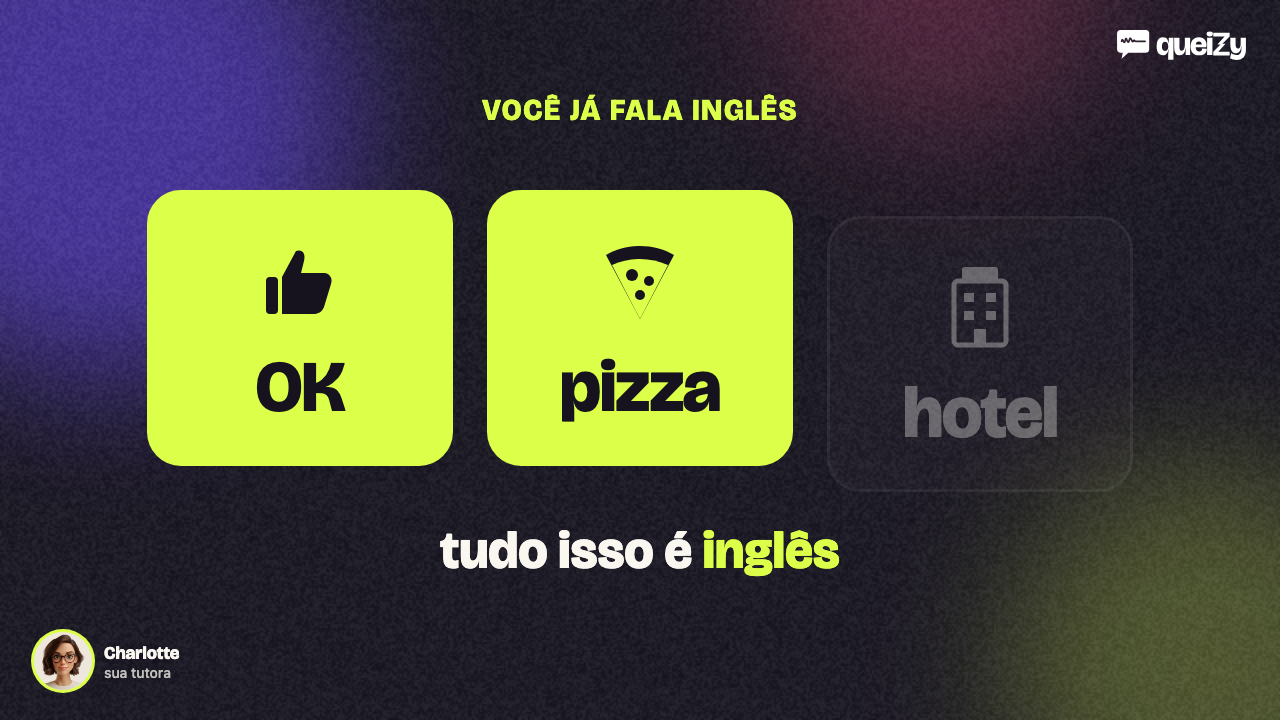 queiZy
VOCÊ JÁ FALA INGLÊS
OK
pizza
hotel
tudo isso é inglês
Charlotte
sua tutora